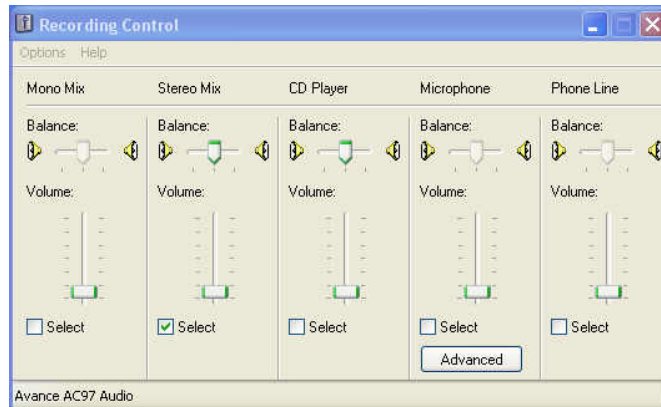 Recording Control
Options Help
Mono Mix Stereo Mix CD Player Microphone Phone Line
Balance: Balance: Balance: Balance: Balance:
Volume: Volume: Volume: Volume: Volume:
Select Select Select Select Select
Advanced
Avance AC97 Audio